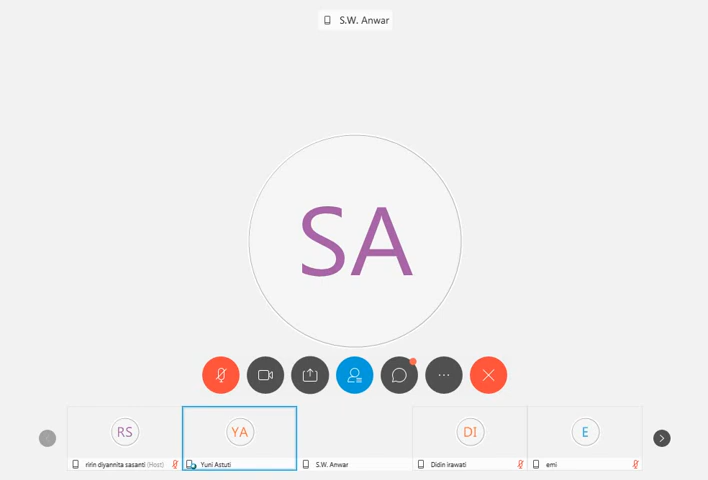 S.W. Anwar
SA
RS
YA
DI
E
ririn diyannita sasanti (Host)
Yuni Astuti
S.W. Anwar
Didin irawati
emi